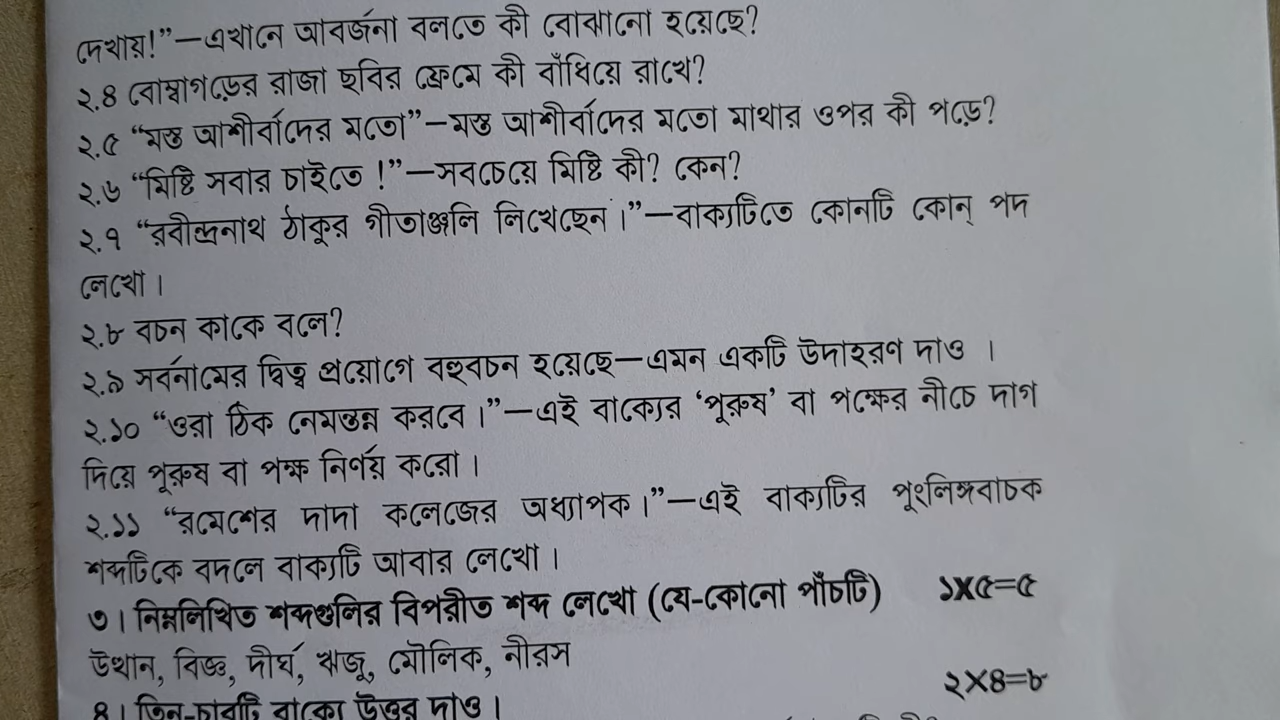 দেখায়!”—এখানে আবর্জনা বলতে কী বোঝানো হয়েছে?
২.৪ বোম্বাগড়ের রাজা ছবির ফ্রেমে কী বাঁধিয়ে রাখে?
২.৫ “মস্ত আশীর্বাদের মতো”—মস্ত আশীর্বাদের মতো মাথার ওপর কী পড়ে?
২.৬ “মিষ্টি সবার চাইতে !”—সবচেয়ে মিষ্টি কী? কেন?
২.৭ “রবীন্দ্রনাথ ঠাকুর গীতাঞ্জলি লিখেছেন।”—বাক্যটিতে কোনটি কোন্ পদ
লেখো।
২.৮ বচন কাকে বলে?
২.৯ সর্বনামের দ্বিত্ব প্রয়োগে বহুবচন হয়েছে—এমন একটি উদাহরণ দাও ।
২.১০ “ওরা ঠিক নেমন্তন্ন করবে।”—এই বাক্যের ‘পুরুষ’ বা পক্ষের নীচে দাগ
দিয়ে পুরুষ বা পক্ষ নির্ণয় করো।
২.১১ “রমেশের দাদা কলেজের অধ্যাপক।”—এই বাক্যটির পুংলিঙ্গবাচক
শব্দটিকে বদলে বাক্যটি আবার লেখো।
৩। নিম্নলিখিত শব্দগুলির বিপরীত শব্দ লেখো (যে-কোনো পাঁচটি) ১X৫=৫
উত্থান, বিজ্ঞ, দীর্ঘ, ঋজু, মৌলিক, নীরস
৪। তিন-চারটি বাক্যে উত্তর দাও। ২X৪=৮